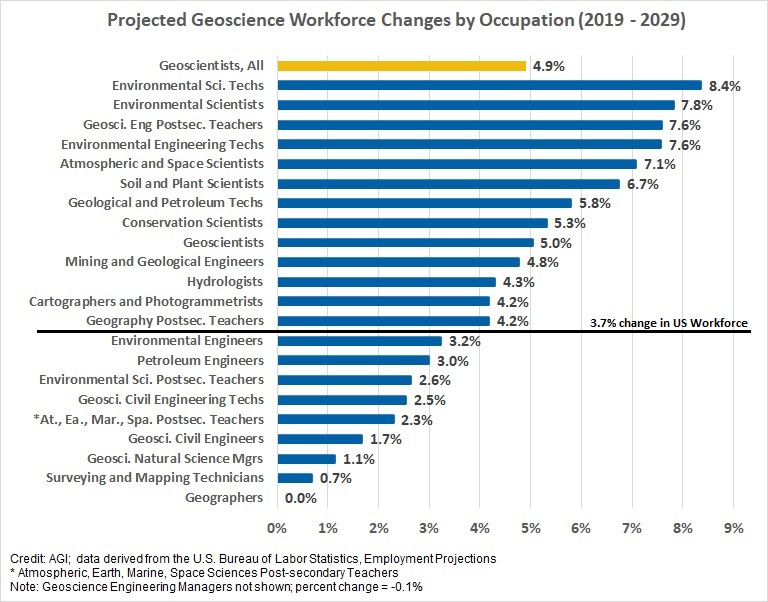 Projected Geoscience Workforce Changes by Occupation (2019 - 2029)
Geoscientists, All 4.9%
Environmental Sci. Techs 8.4%
Environmental Scientists 7.8%
Geosci. Eng Postsec. Teachers 7.6%
Environmental Engineering Techs 7.6%
Atmospheric and Space Scientists 7.1%
Soil and Plant Scientists 6.7%
Geological and Petroleum Techs 5.8%
Conservation Scientists 5.3%
Geoscientists 5.0%
Mining and Geological Engineers 4.8%
Hydrologists 4.3%
Cartographers and Photogrammetrists 4.2%
Geography Postsec. Teachers 4.2%
3.7% change in US Workforce
Environmental Engineers 3.2%
Petroleum Engineers 3.0%
Environmental Sci. Postsec. Teachers 2.6%
Geosci. Civil Engineering Techs 2.5%
*At., Ea., Mar., Spa. Postsec. Teachers 2.3%
Geosci. Civil Engineers 1.7%
Geosci. Natural Science Mgrs 1.1%
Surveying and Mapping Technicians 0.7%
Geographers 0.0%
0% 1% 2% 3% 4% 5% 6% 7% 8% 9%
Credit: AGI; data derived from the U.S. Bureau of Labor Statistics, Employment Projections
* Atmospheric, Earth, Marine, Space Sciences Post-secondary Teachers
Note: Geoscience Engineering Managers not shown; percent change = -0.1%